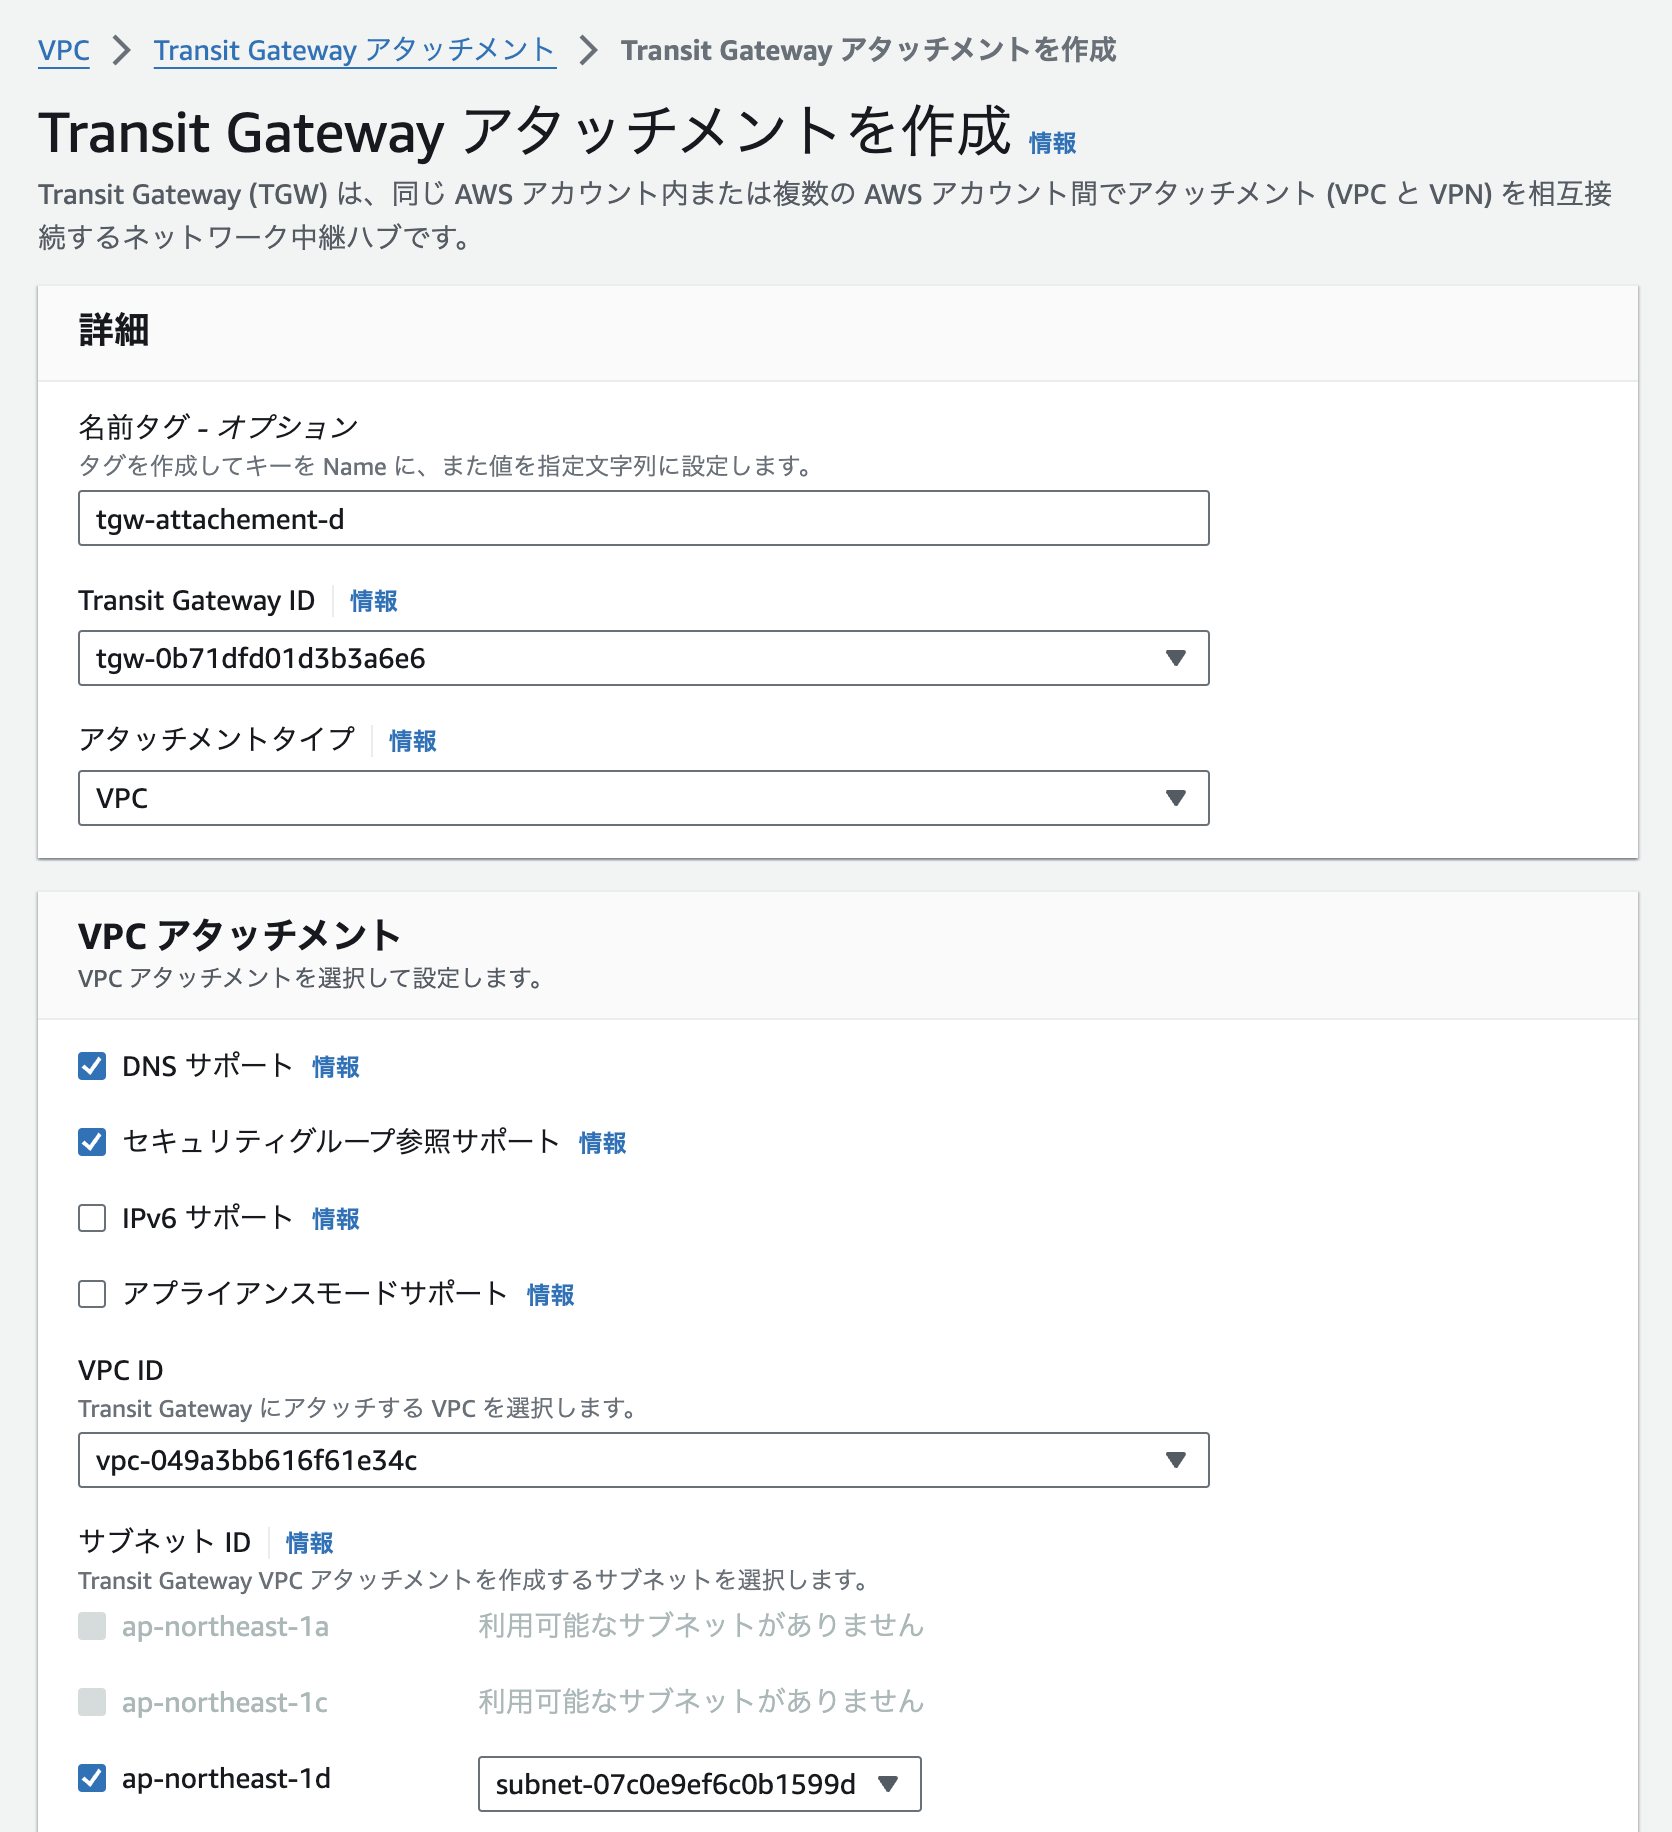 VPC > Transit Gateway アタッチメント > Transit Gateway アタッチメントを作成
Transit Gateway アタッチメントを作成 情報
Transit Gateway (TGW) は、同じ AWS アカウント内または複数の AWS アカウント間でアタッチメント (VPC と VPN) を相互接
続するネットワーク中継ハブです。
詳細
名前タグ - オプション
タグを作成してキーを Name に、また値を指定文字列に設定します。
tgw-attachement-d
Transit Gateway ID 情報
tgw-0b71dfd01d3b3a6e6
アタッチメントタイプ 情報
VPC
VPC アタッチメント
VPC アタッチメントを選択して設定します。
DNS サポート 情報
セキュリティグループ参照サポート 情報
IPv6 サポート 情報
アプライアンスモードサポート 情報
VPC ID
Transit Gateway にアタッチする VPC を選択します。
vpc-049a3bb616f61e34c
サブネット ID 情報
Transit Gateway VPC アタッチメントを作成するサブネットを選択します。
ap-northeast-1a 利用可能なサブネットがありません
ap-northeast-1c 利用可能なサブネットがありません
ap-northeast-1d subnet-07c0e9ef6c0b1599d